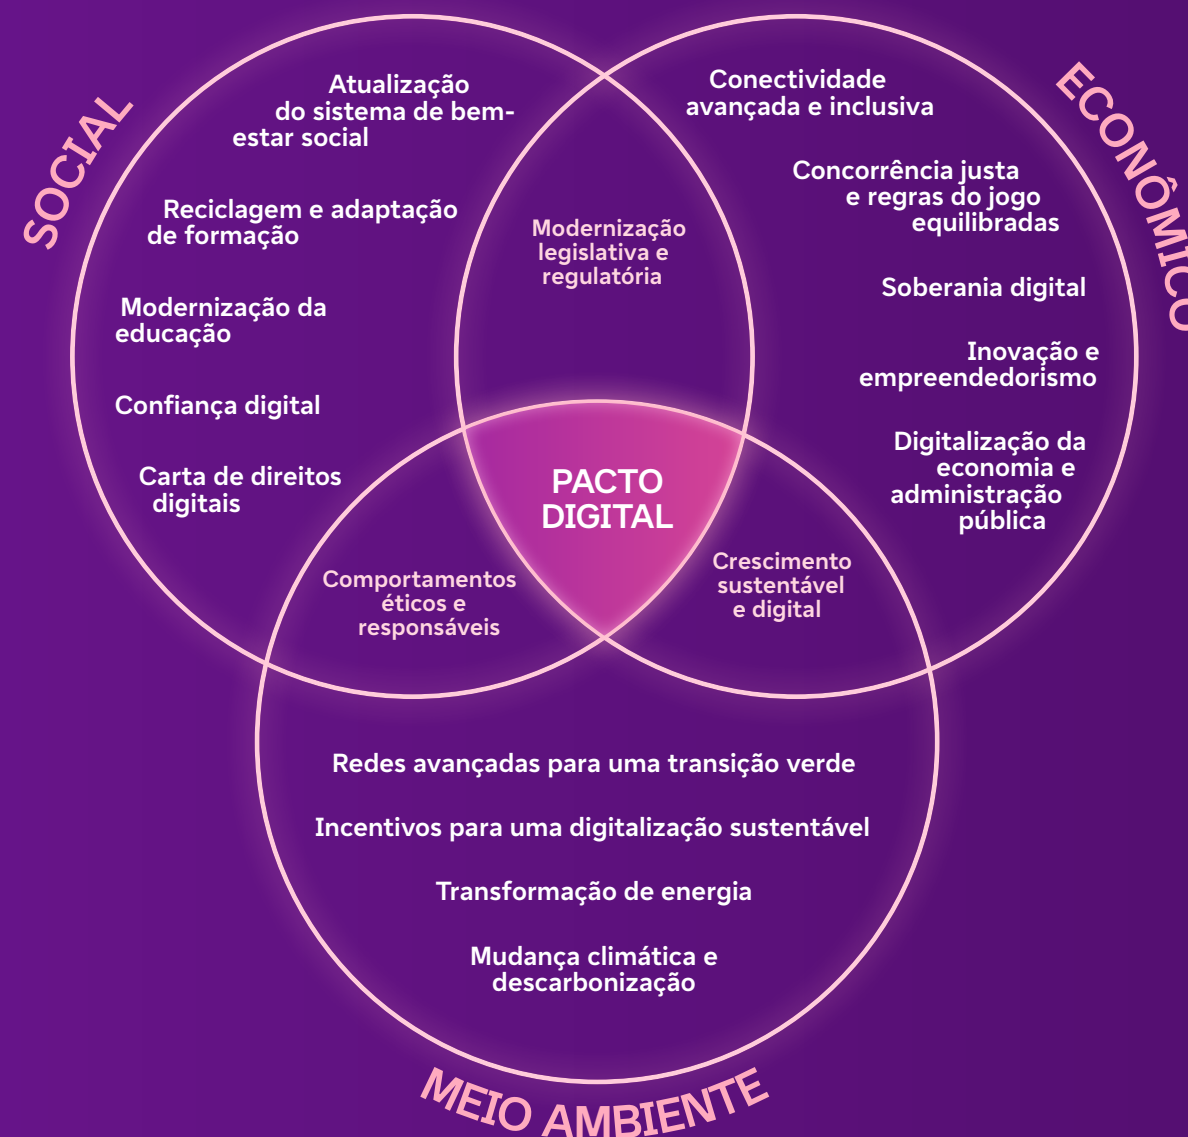 SOCIAL
Atualização
do sistema de bem-
estar social
Reciclagem e adaptação
de formação
Modernização da
educação
Confiança digital
Carta de direitos
digitais
Modernização
legislativa e
regulatória
ECONÔMICO
Conectividade
avançada e inclusiva
Concorrência justa
e regras do jogo
equilibradas
Soberania digital
Inovação e
empreendedorismo
Digitalização da
economia e
administração
pública
PACTO
DIGITAL
Comportamentos
éticos e
responsáveis
Crescimento
sustentável
e digital
Redes avançadas para uma transição verde
Incentivos para uma digitalização sustentável
Transformação de energia
Mudança climática e
descarbonização
MEIO AMBIENTE